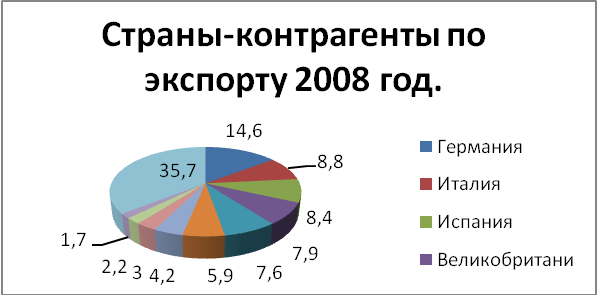 Страны-контрагенты по
экспорту 2008 год.
14,6
35,7
8,8
8,4
7,9
1,7
2,2
3
4,2
5,9
7,6
Германия
Италия
Испания
Великобритани